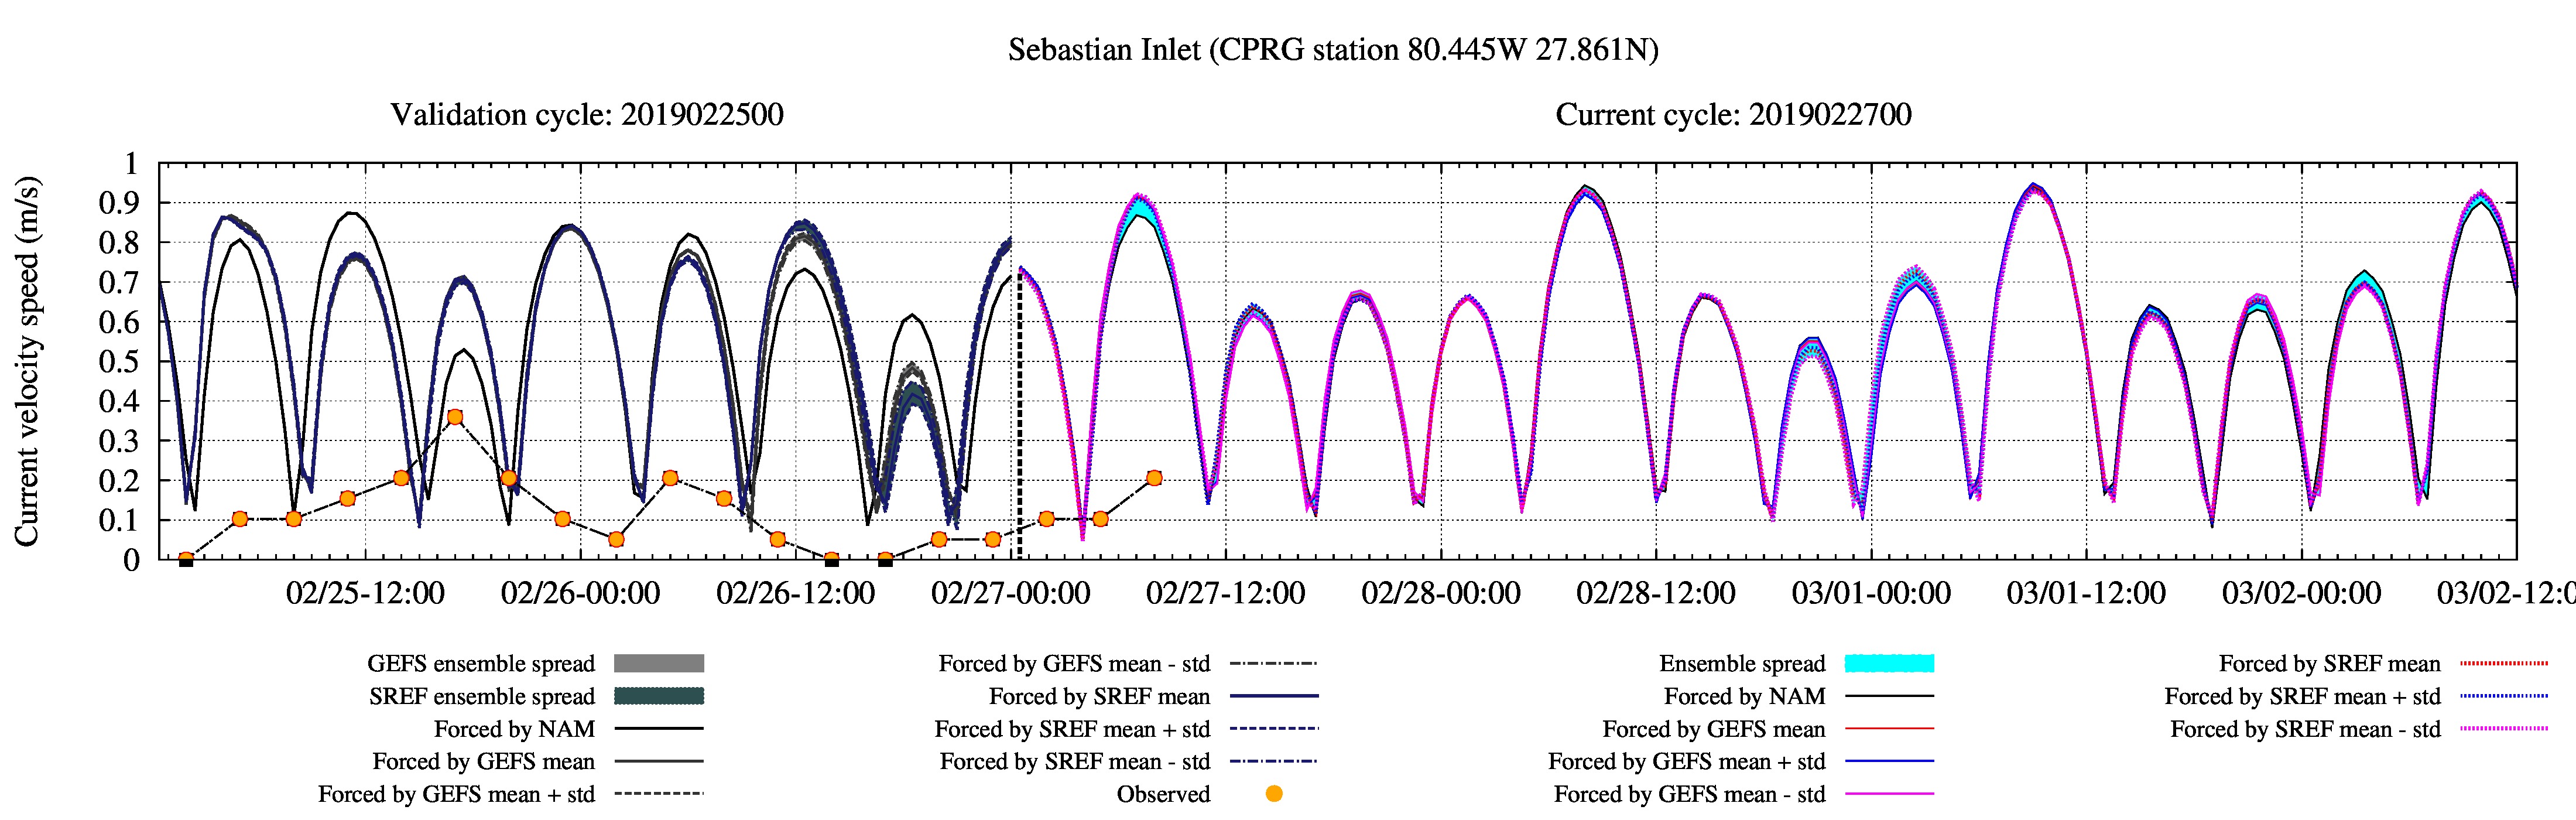 Sebastian Inlet (CPRG station 80.445W 27.861N)
Validation cycle: 2019022500
Current cycle: 2019022700
Current velocity speed (m/s)
1
0.9
0.8
0.7
0.6
0.5
0.4
0.3
0.2
0.1
0
02/25-12:00 02/26-00:00 02/26-12:00 02/27-00:00 02/27-12:00 02/28-00:00 02/28-12:00 03/01-00:00 03/01-12:00 03/02-00:00 03/02-12:0
GEFS ensemble spread
SREF ensemble spread
Forced by NAM
Forced by GEFS mean
Forced by GEFS mean + std
Forced by GEFS mean - std
Forced by SREF mean
Forced by SREF mean + std
Forced by SREF mean - std
Observed
Ensemble spread
Forced by NAM
Forced by GEFS mean
Forced by GEFS mean + std
Forced by GEFS mean - std
Forced by SREF mean
Forced by SREF mean + std
Forced by SREF mean - std